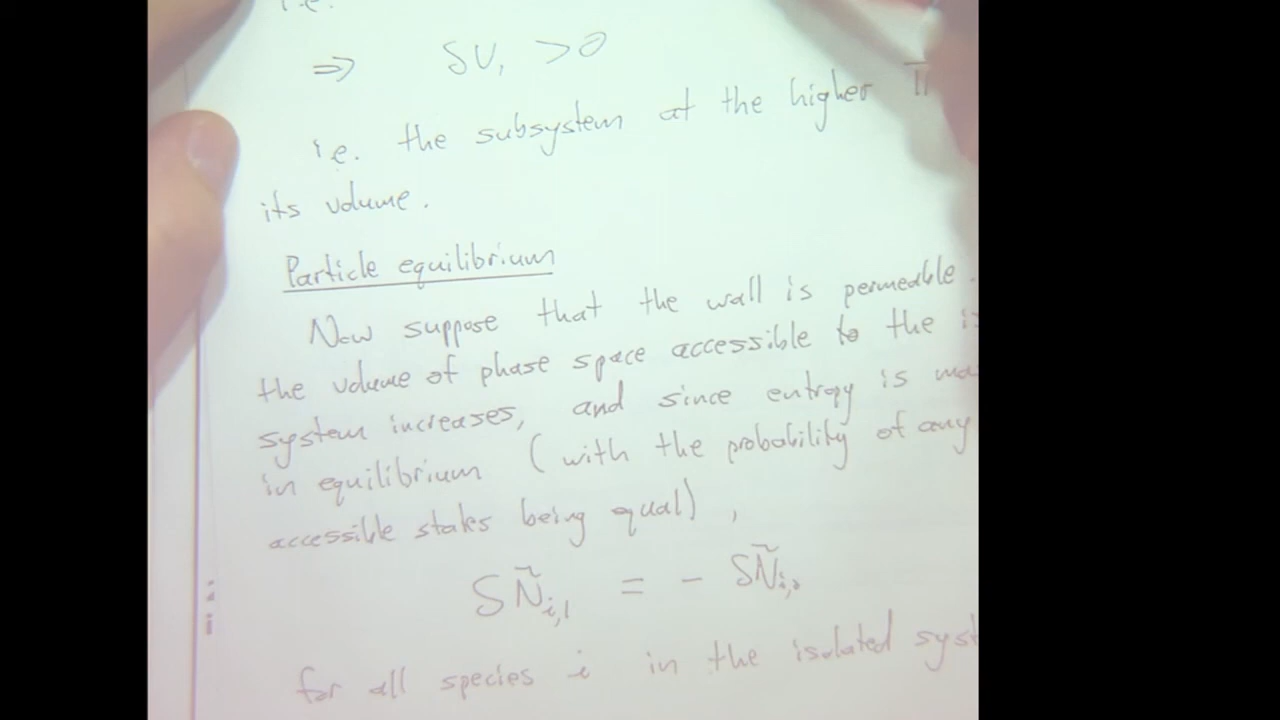 i.e.
⇒ δV₁ > 0
i.e. the subsystem at the higher Π
its volume.
Particle equilibrium
Now suppose that the wall is permeable.
the volume of phase space accessible to the
system increases, and since entropy is
in equilibrium (with the probability of any
accessible states being equal),
δÑ_{i,1} = - δÑ_{i,2}
for all species i in the isolated